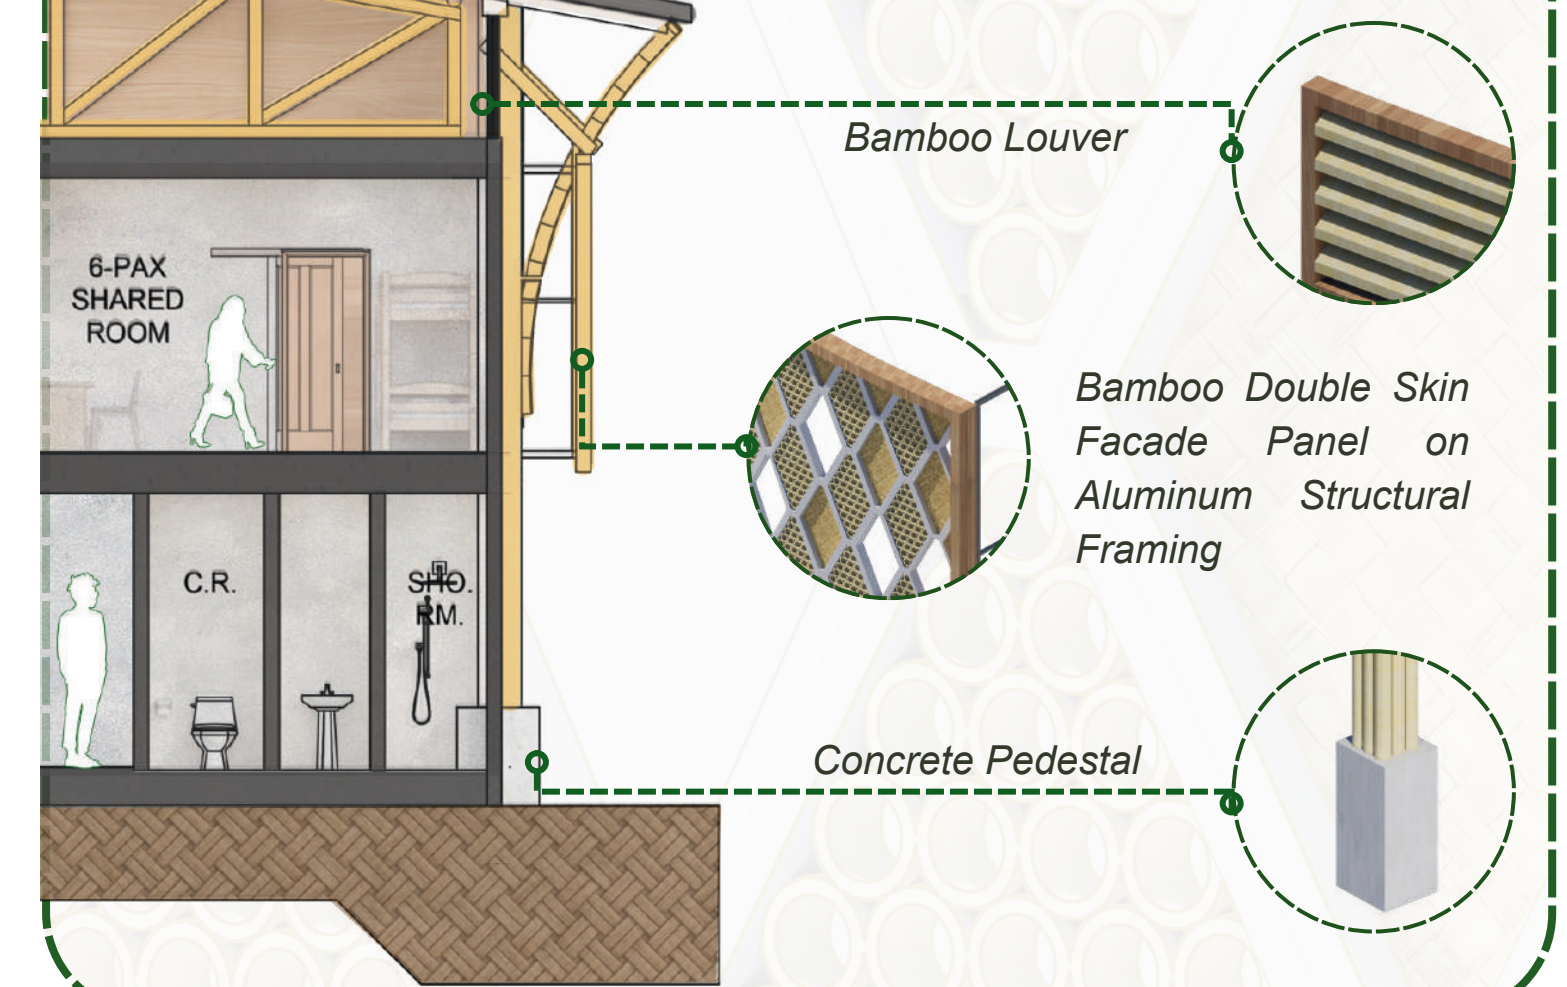 Bamboo Louver
6-PAX
SHARED
ROOM
Bamboo Double Skin
Facade Panel on
Aluminum Structural
Framing
C.R.
SHO.
RM.
Concrete Pedestal